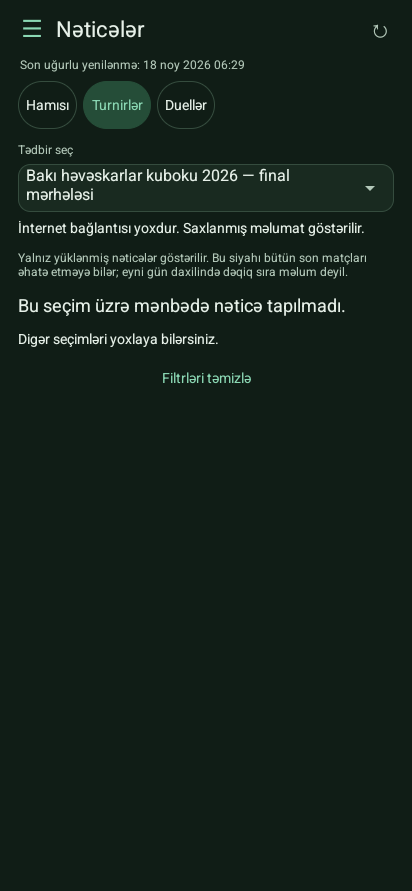 Nəticələr
Son uğurlu yenilənmə: 18 noy 2026 06:29
Hamısı
Turnirlər
Duellər
Tədbir seç
Bakı həvəskarlar kuboku 2026 — final
mərhələsi
İnternet bağlantısı yoxdur. Saxlanmış məlumat göstərilir.
Yalnız yüklənmiş nəticələr göstərilir. Bu siyahı bütün son matçları
əhatə etməyə bilər; eyni gün daxilində dəqiq sıra məlum deyil.
Bu seçim üzrə mənbədə nəticə tapılmadı.
Digər seçimləri yoxlaya bilərsiniz.
Filtrləri təmizlə